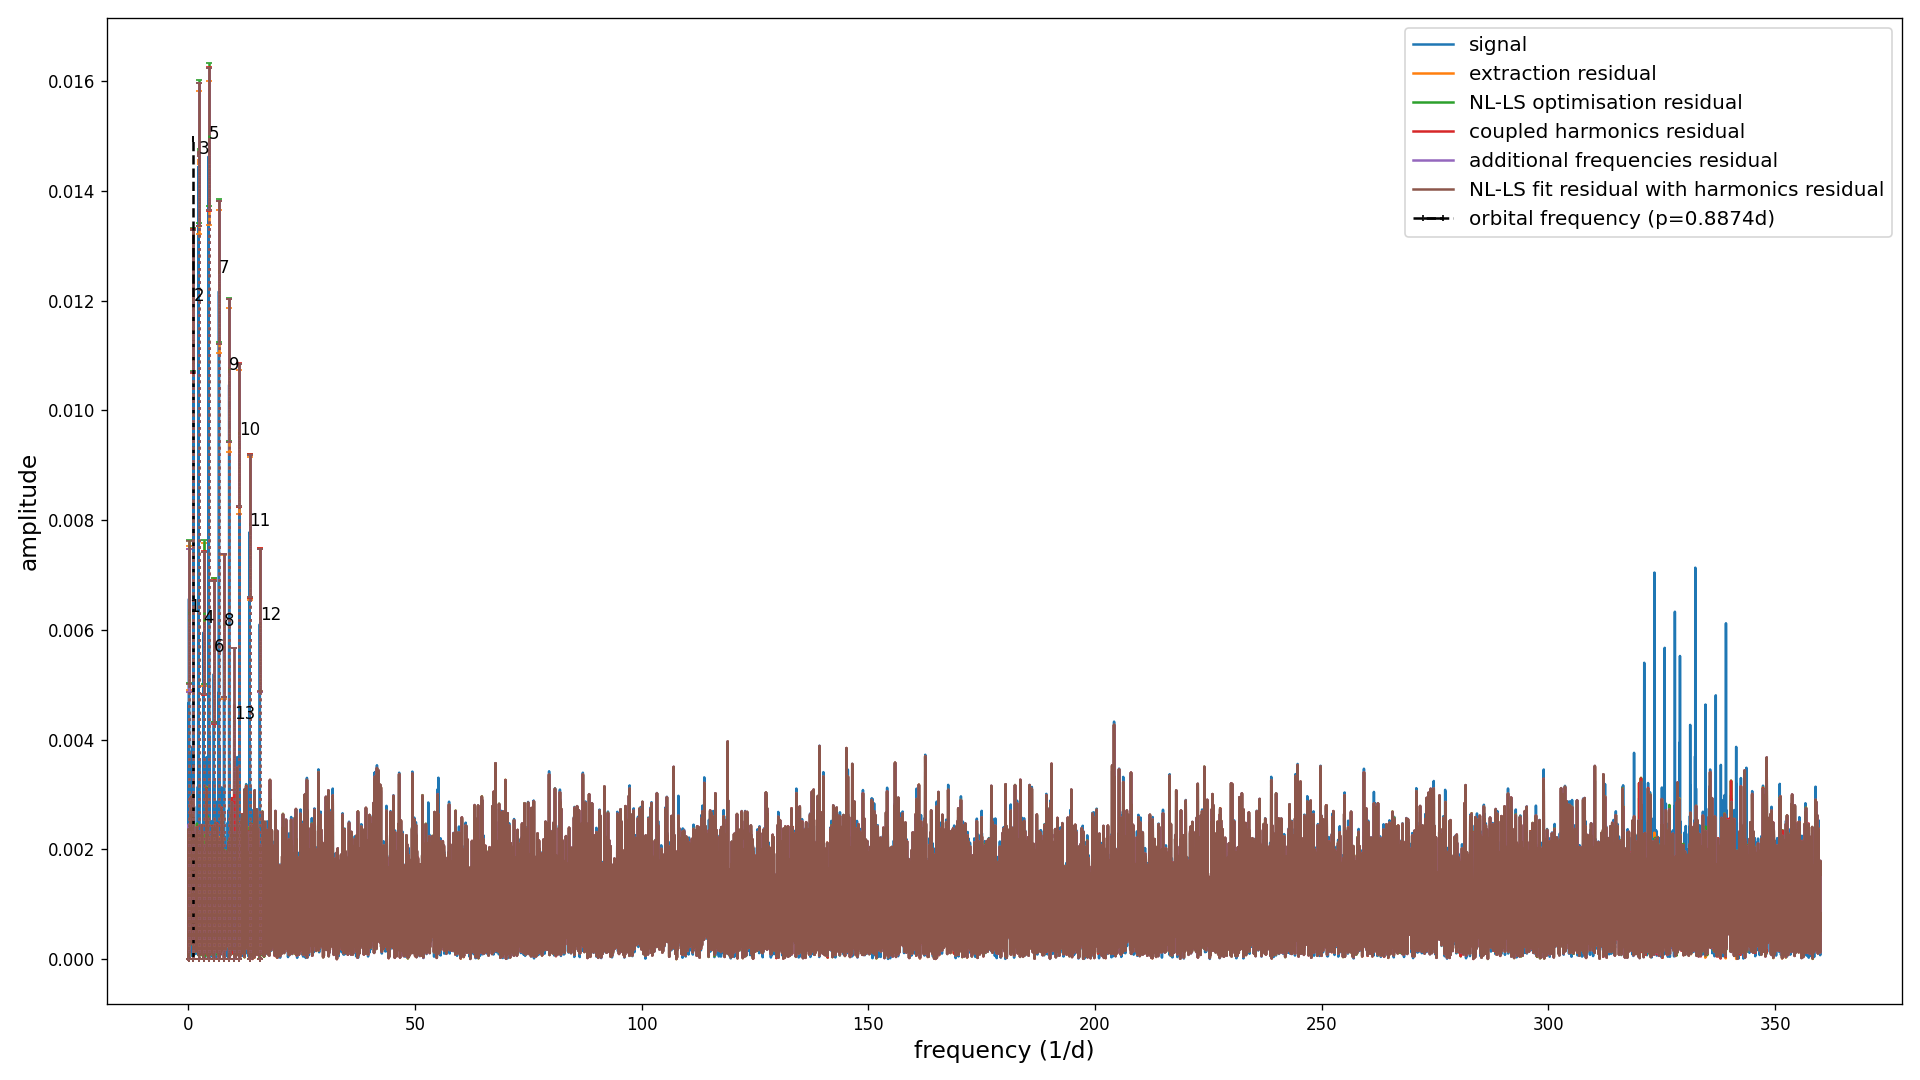 signal
extraction residual
NL-LS optimisation residual
coupled harmonics residual
additional frequencies residual
NL-LS fit residual with harmonics residual
orbital frequency (p=0.8874d)
amplitude
0.016
0.014
0.012
0.010
0.008
0.006
0.004
0.002
0.000
5
3
7
2
9
10
11
1
4
8
12
6
13
0 50 100 150 200 250 300 350
frequency (1/d)